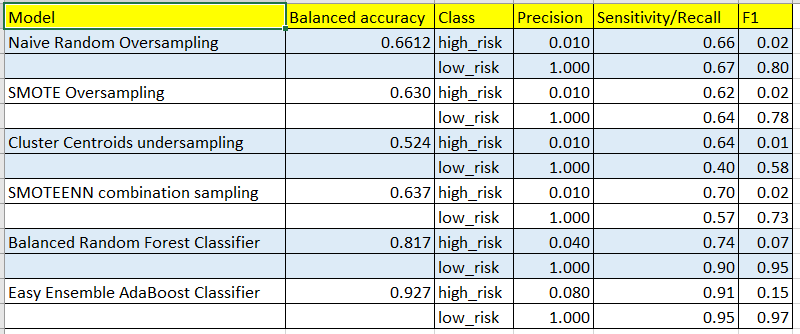 Model Balanced accuracy Class Precision Sensitivity/Recall F1
Naive Random Oversampling 0.6612 high_risk 0.010 0.66 0.02
low_risk 1.000 0.67 0.80
SMOTE Oversampling 0.630 high_risk 0.010 0.62 0.02
low_risk 1.000 0.64 0.78
Cluster Centroids undersampling 0.524 high_risk 0.010 0.64 0.01
low_risk 1.000 0.40 0.58
SMOTEENN combination sampling 0.637 high_risk 0.010 0.70 0.02
low_risk 1.000 0.57 0.73
Balanced Random Forest Classifier 0.817 high_risk 0.040 0.74 0.07
low_risk 1.000 0.90 0.95
Easy Ensemble AdaBoost Classifier 0.927 high_risk 0.080 0.91 0.15
low_risk 1.000 0.95 0.97